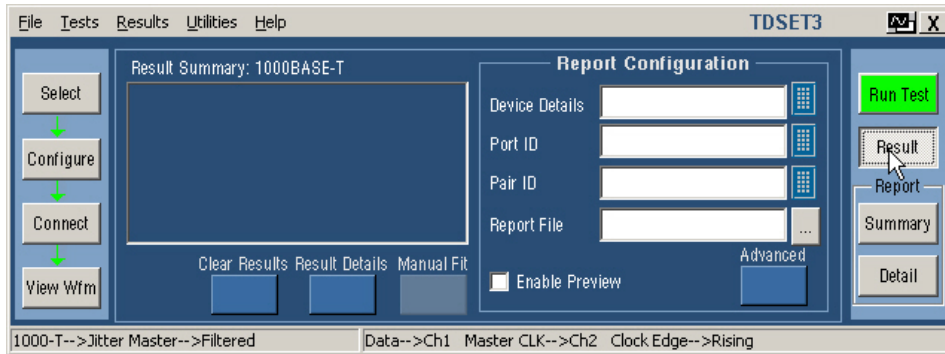 File Tests Results Utilities Help TDSET3 X
Select
Configure
Connect
View Wfm
Result Summary: 1000BASE-T
Clear Results Result Details Manual Fit
Report Configuration
Device Details
Port ID
Pair ID
Report File ...
Enable Preview
Advanced
Run Test
Result
Report
Summary
Detail
1000-T-->Jitter Master-->Filtered Data-->Ch1 Master CLK-->Ch2 Clock Edge-->Rising